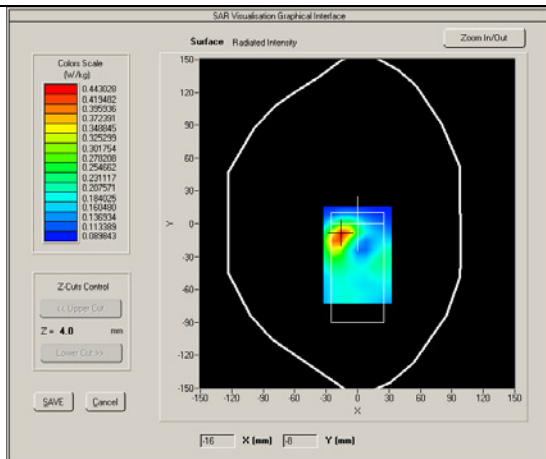 SAR Visualisation Graphical Interface
Surface Radiated Intensity
Zoom In/Out
Colors Scale
(W/kg)
0.443028
0.419482
0.395936
0.372391
0.348845
0.325299
0.301754
0.278208
0.254662
0.231117
0.207571
0.184025
0.160480
0.136934
0.113389
0.089843
Z-Cuts Control
<< Upper Cut
Z = 4.0 mm
Lower Cut >>
SAVE Cancel
Y
150-
120-
90-
60-
30-
0-
-30-
-60-
-90-
-120-
-150-
-150 -120 -90 -60 -30 0 30 60 90 120 150
X
-16 X (mm) -8 Y (mm)